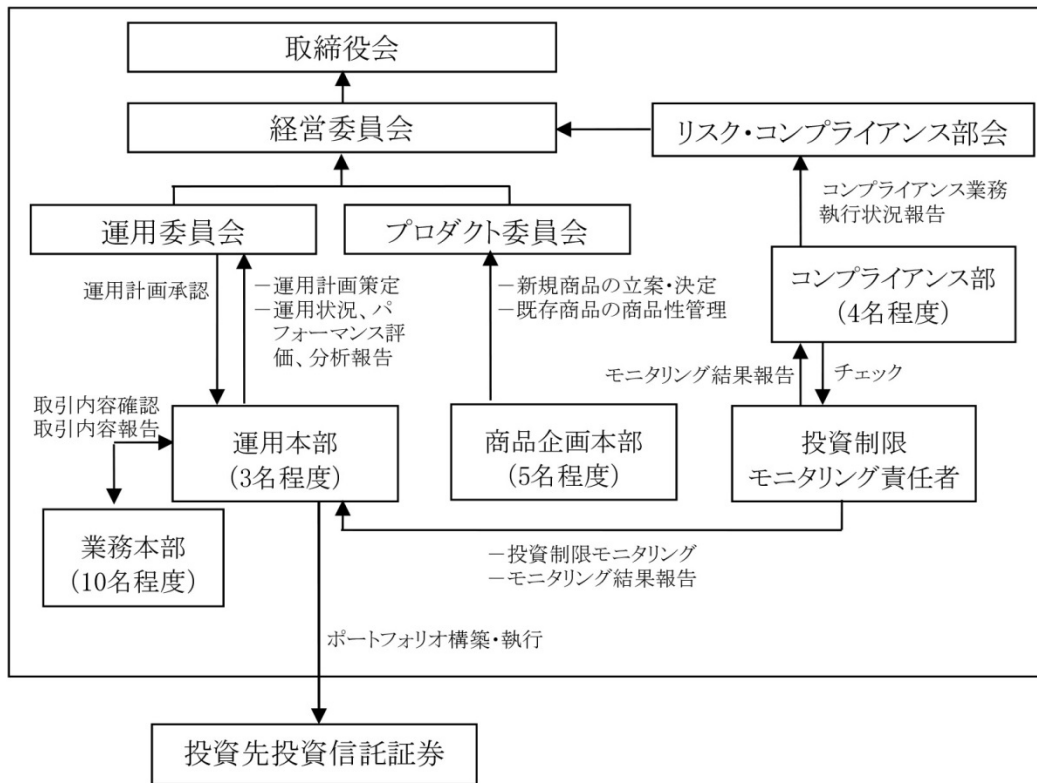 取締役会
経営委員会
リスク・コンプライアンス部会
コンプライアンス業務
執行状況報告
運用委員会
プロダクト委員会
運用計画承認
－運用計画策定
－運用状況、パ
フォーマンス評
価、分析報告
－新規商品の立案・決定
－既存商品の商品性管理
コンプライアンス部
(4名程度)
モニタリング結果報告
チェック
取引内容確認
取引内容報告
運用本部
(3名程度)
商品企画本部
(5名程度)
投資制限
モニタリング責任者
業務本部
(10名程度)
－投資制限モニタリング
－モニタリング結果報告
ポートフォリオ構築・執行
投資先投資信託証券